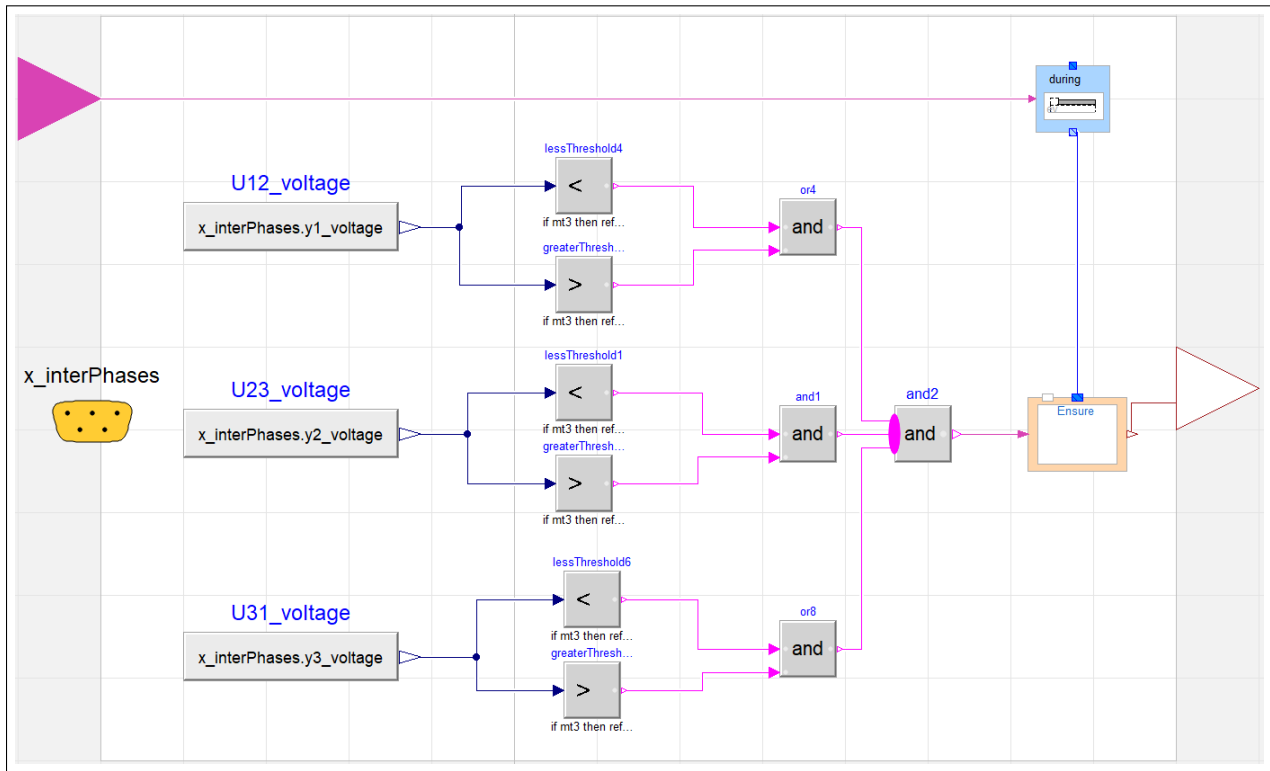 during
lessThreshold4
U12_voltage
<
or4
x_interPhases.y1_voltage
if mt3 then ref...
and
greaterThresh...
>
if mt3 then ref...
lessThreshold1
x_interPhases
U23_voltage
<
and1
and2
Ensure
x_interPhases.y2_voltage
if mt3 then ref...
and
and
greaterThresh...
>
if mt3 then ref...
lessThreshold6
U31_voltage
<
or8
x_interPhases.y3_voltage
if mt3 then ref...
and
greaterThresh...
>
if mt3 then ref...